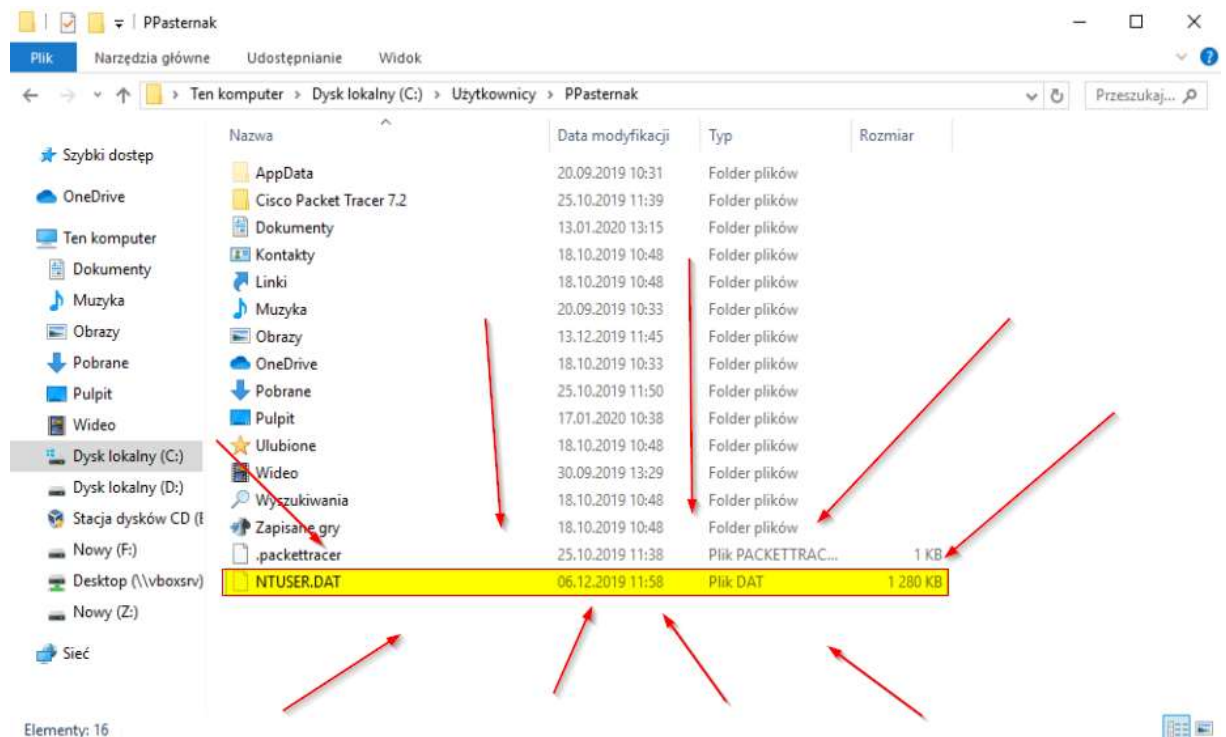 PPasternak
Plik Narzędzia główne Udostępnianie Widok
Ten komputer > Dysk lokalny (C:) > Użytkownicy > PPasternak
Przeszukaj...
Szybki dostęp
OneDrive
Ten komputer
Dokumenty
Muzyka
Obrazy
Pobrane
Pulpit
Wideo
Dysk lokalny (C:)
Dysk lokalny (D:)
Stacja dysków CD (E
Nowy (F:)
Desktop (\\vboxsrv)
Nowy (Z:)
Sieć
Nazwa Data modyfikacji Typ Rozmiar
AppData 20.09.2019 10:31 Folder plików
Cisco Packet Tracer 7.2 25.10.2019 11:39 Folder plików
Dokumenty 13.01.2020 13:15 Folder plików
Kontakty 18.10.2019 10:48 Folder plików
Linki 18.10.2019 10:48 Folder plików
Muzyka 20.09.2019 10:33 Folder plików
Obrazy 13.12.2019 11:45 Folder plików
OneDrive 18.10.2019 10:33 Folder plików
Pobrane 25.10.2019 11:50 Folder plików
Pulpit 17.01.2020 10:38 Folder plików
Ulubione 18.10.2019 10:48 Folder plików
Wideo 30.09.2019 13:29 Folder plików
Wyszukiwania 18.10.2019 10:48 Folder plików
Zapisane gry 18.10.2019 10:48 Folder plików
.packettracer 25.10.2019 11:38 Plik PACKETTRAC... 1 KB
NTUSER.DAT 06.12.2019 11:58 Plik DAT 1 280 KB
Elementy: 16